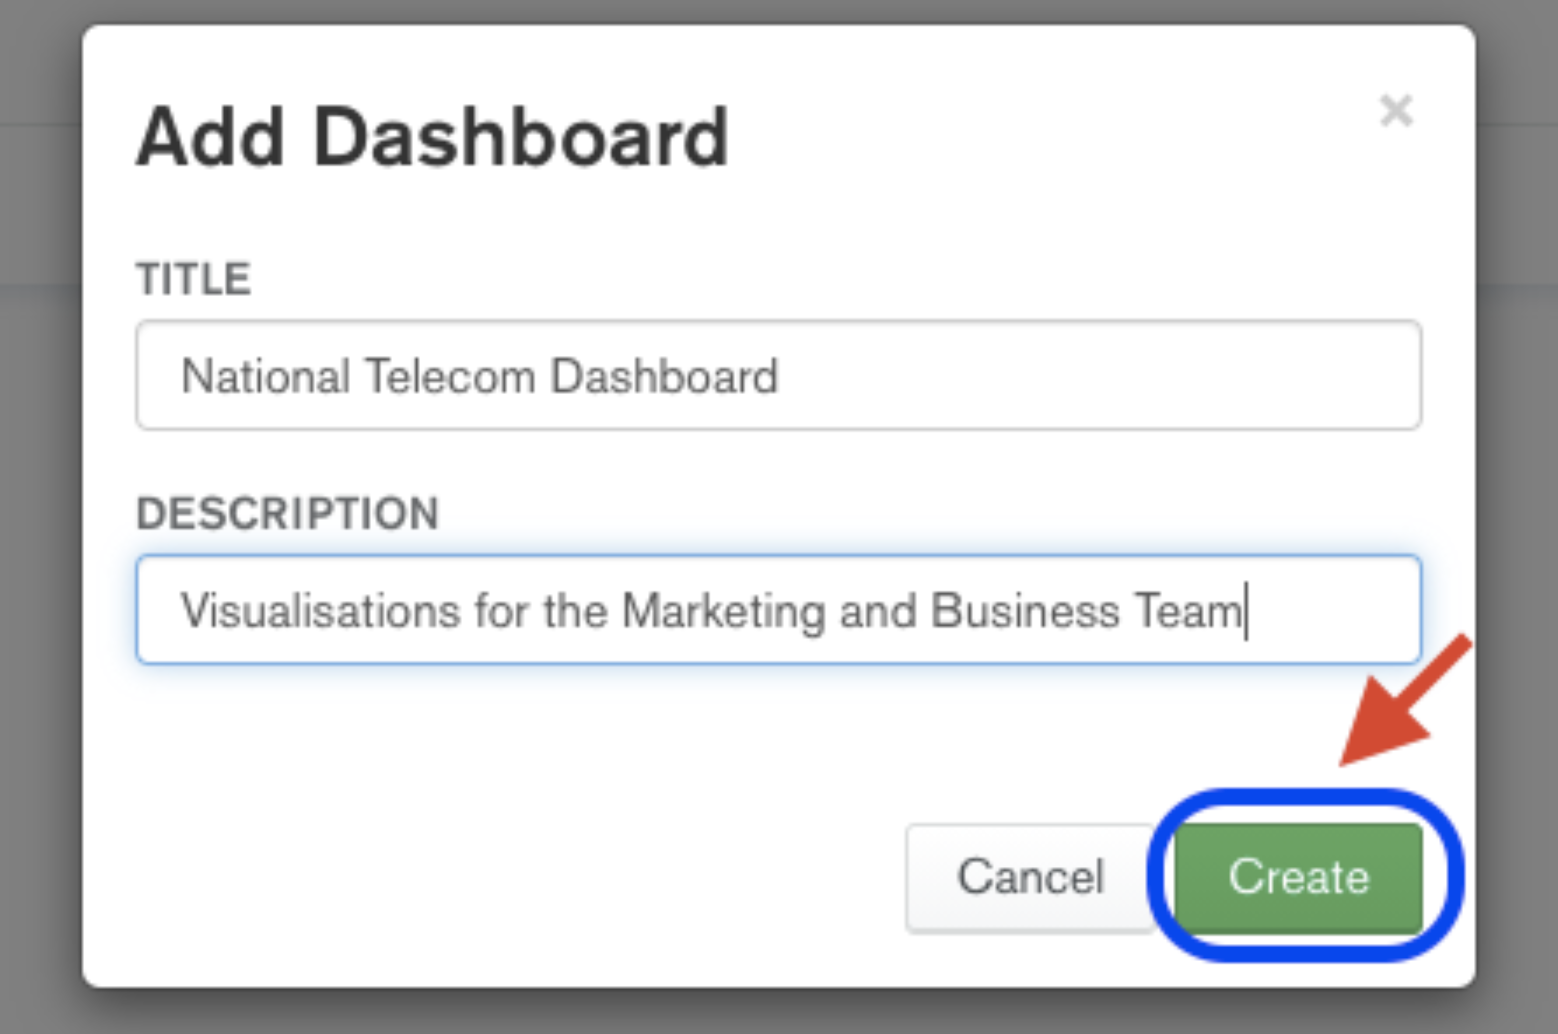 Add Dashboard
×
TITLE
National Telecom Dashboard
DESCRIPTION
Visualisations for the Marketing and Business Team
Cancel Create